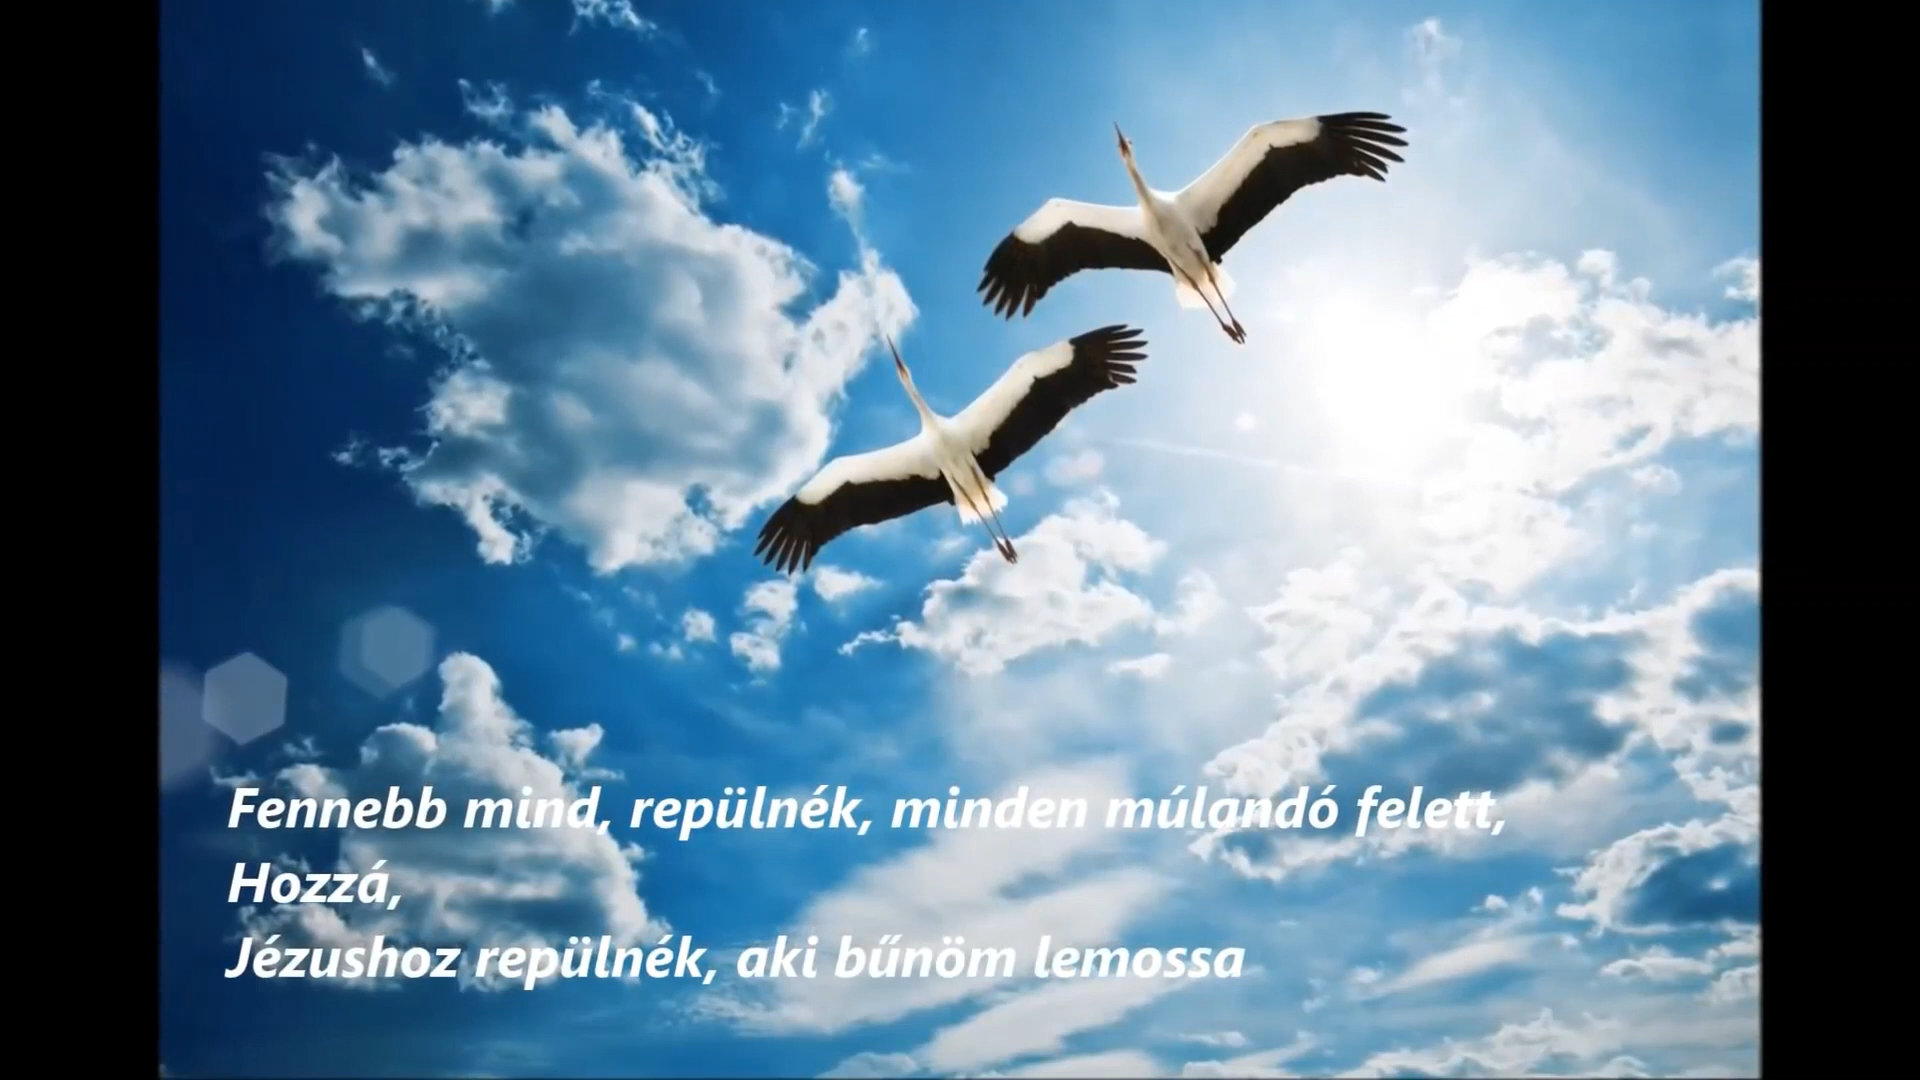 Fennebb mind, repülnék, minden múlandó felett,
Hozzá,
Jézushoz repülnék, aki bűnöm lemossa